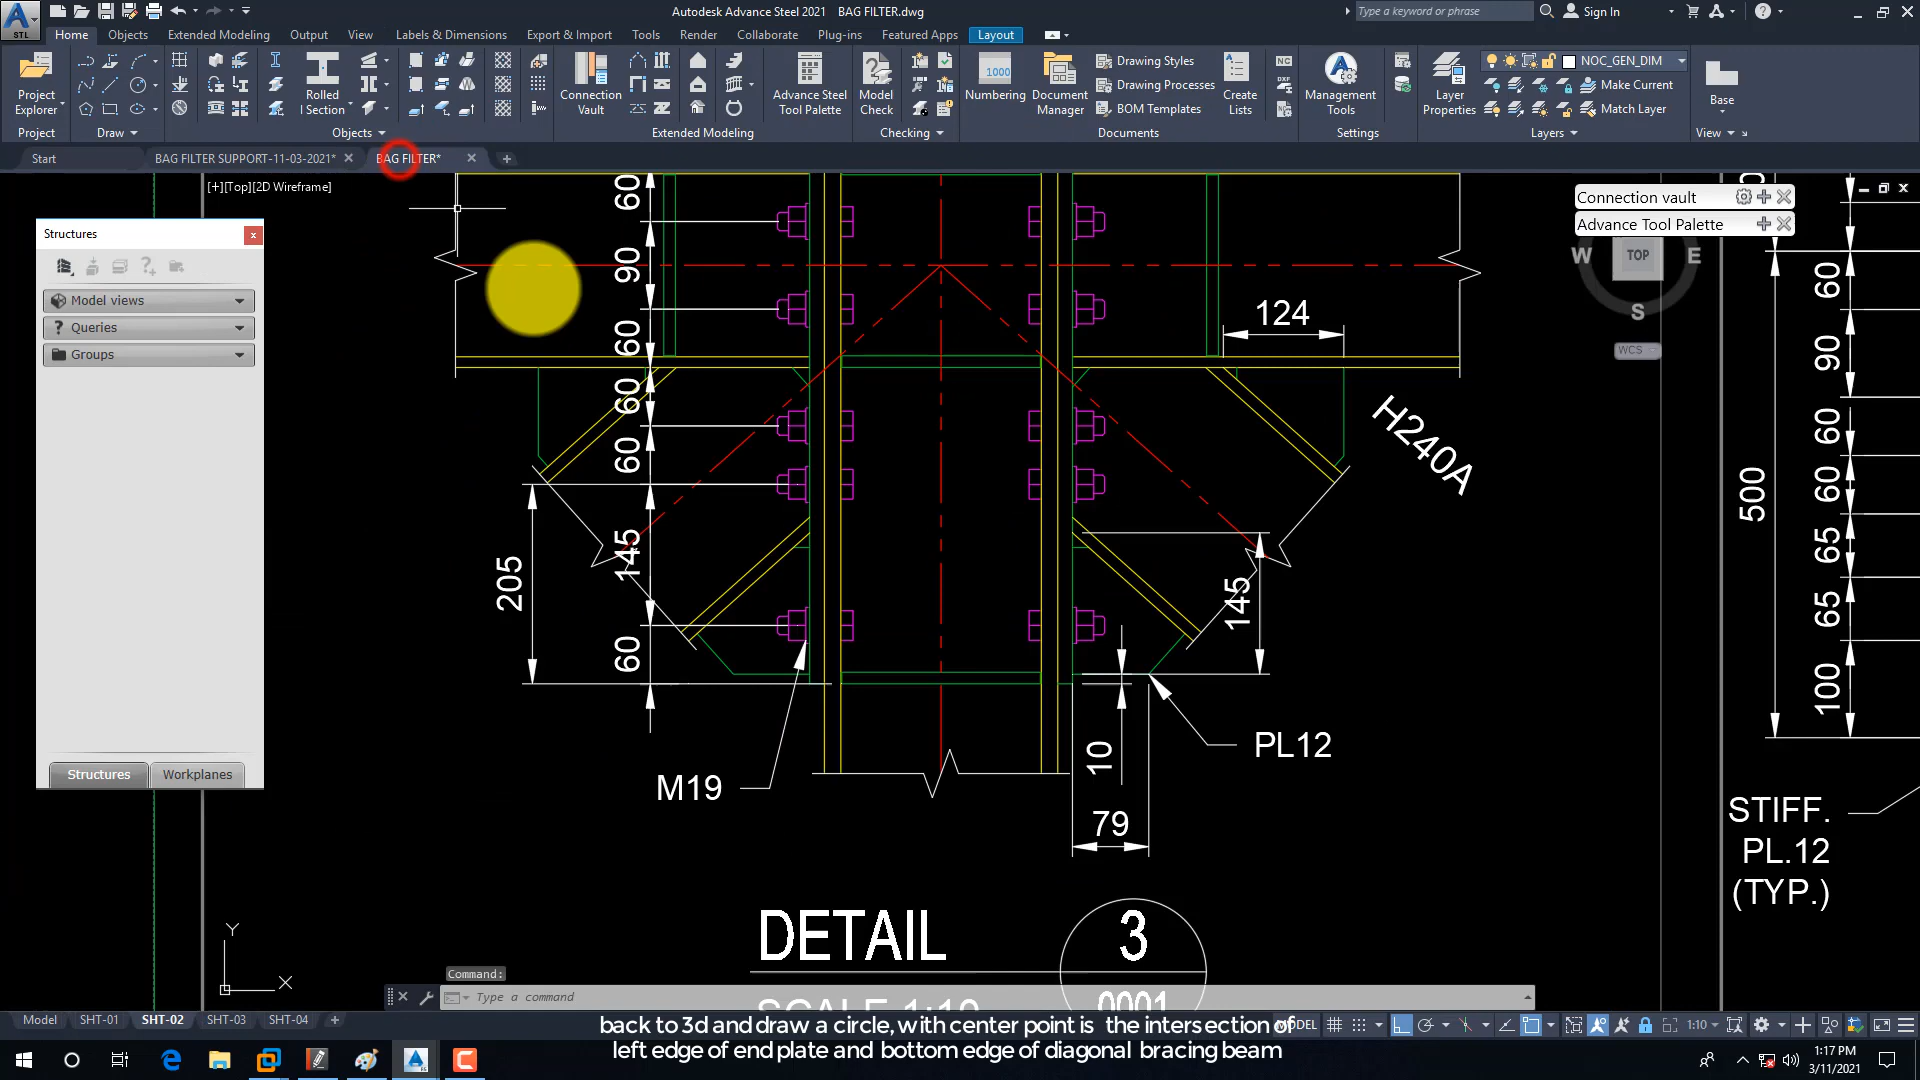 Autodesk Advance Steel 2021 BAG FILTER.dwg
Type a keyword or phrase
Sign In
STL
Home
Objects
Extended Modeling
Output
View
Labels & Dimensions
Export & Import
Tools
Render
Collaborate
Plug-ins
Featured Apps
Layout
Project Explorer
Rolled I Section
Connection Vault
Advance Steel Tool Palette
Model Check
1000
Numbering
Document Manager
Drawing Styles
Drawing Processes
BOM Templates
NC
DXF
Create Lists
Management Tools
Layer Properties
NOC_GEN_DIM
Make Current
Match Layer
Base
Project
Draw
Objects
Extended Modeling
Checking
Documents
Settings
Layers
View
Start
BAG FILTER SUPPORT-11-03-2021*
BAG FILTER*
[+][Top][2D Wireframe]
Structures
Model views
Queries
Groups
Structures
Workplanes
Connection vault
Advance Tool Palette
W
TOP
E
S
WCS
60
90
60
60
60
145
60
205
124
H240A
145
10
79
PL12
M19
500
60
90
60
60
65
65
100
STIFF.
PL.12
(TYP.)
DETAIL
3
SCALE 1:10
0001
Y
X
Command:
Type a command
Model
SHT-01
SHT-02
SHT-03
SHT-04
MODEL
1:10
back to 3d and draw a circle, with center point is the intersection of
left edge of end plate and bottom edge of diagonal bracing beam
1:17 PM
3/11/2021